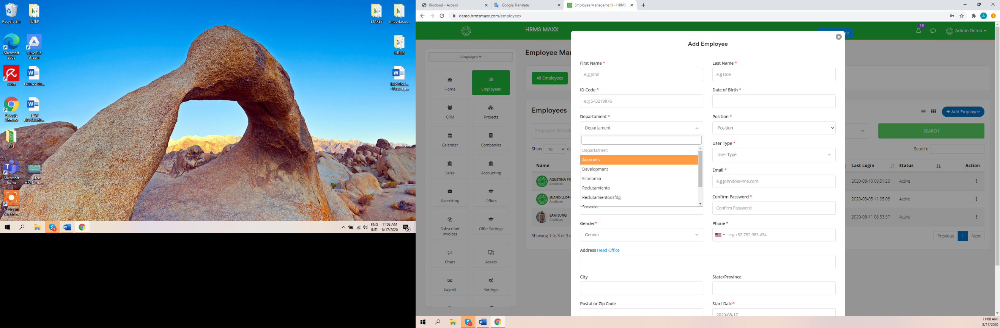 Recycle Bin
JUTEP
ETAREY
Importacio...
Microsoft Edge
Drive File Stream
HRMS
Avira
HORAS-PR...
IMPLEME... - Paso a p...
Google Chrome
NEW REQUIRME...
PPT
Microsoft Teams
v. pitch HRMS ma...
Icecream Screen ...
ENG
INTL
11:08 AM
8/17/2020
5
Biocloud - Acceso
Google Translate
Employee Management - HRMS
demo.hrmsmaxx.com/employees
A
HRMS MAXX
re
19
Admin Demo
Languages
Home
Employees
CRM
Projects
Calendar
Companies
Sales
Accounting
Recruiting
Offers
Subscriber Invoices
Offer Settings
Chats
Assets
Payroll
Settings
Employee Ma
All Employees
Employees
+ Add Employee
Employee ID Cod
SEARCH
Show 10 en
Search:
Name
Last Login
Status
Action
AGUSTINA FR
Analistas
2020-08-10 09:51:26
Active
JUANO LLOPI
Analistas
2020-08-05 11:05:08
Active
SAM SUNG
Analistas
2020-08-11 08:53:57
Active
Showing 1 to 3 of 3 e
Previous 1 Next
Add Employee
First Name *
Last Name *
e.g John
e.g Doe
ID Code *
Date of Birth *
e.g 543219876
Departament *
Position *
Departament
Position
Departament
Accounts
Development
Economia
Reclutamiento
Reclutamientodsfdg
User Type *
User Type
Email *
e.g johndoe@me.com
Confirm Password *
Confirm Password
Gender*
Phone *
Gender
e.g +52 782 983 434
Address Head Office
City
State/Province
Postal or Zip Code
Start Date*
2020-08-17
11:08 AM
8/17/2020